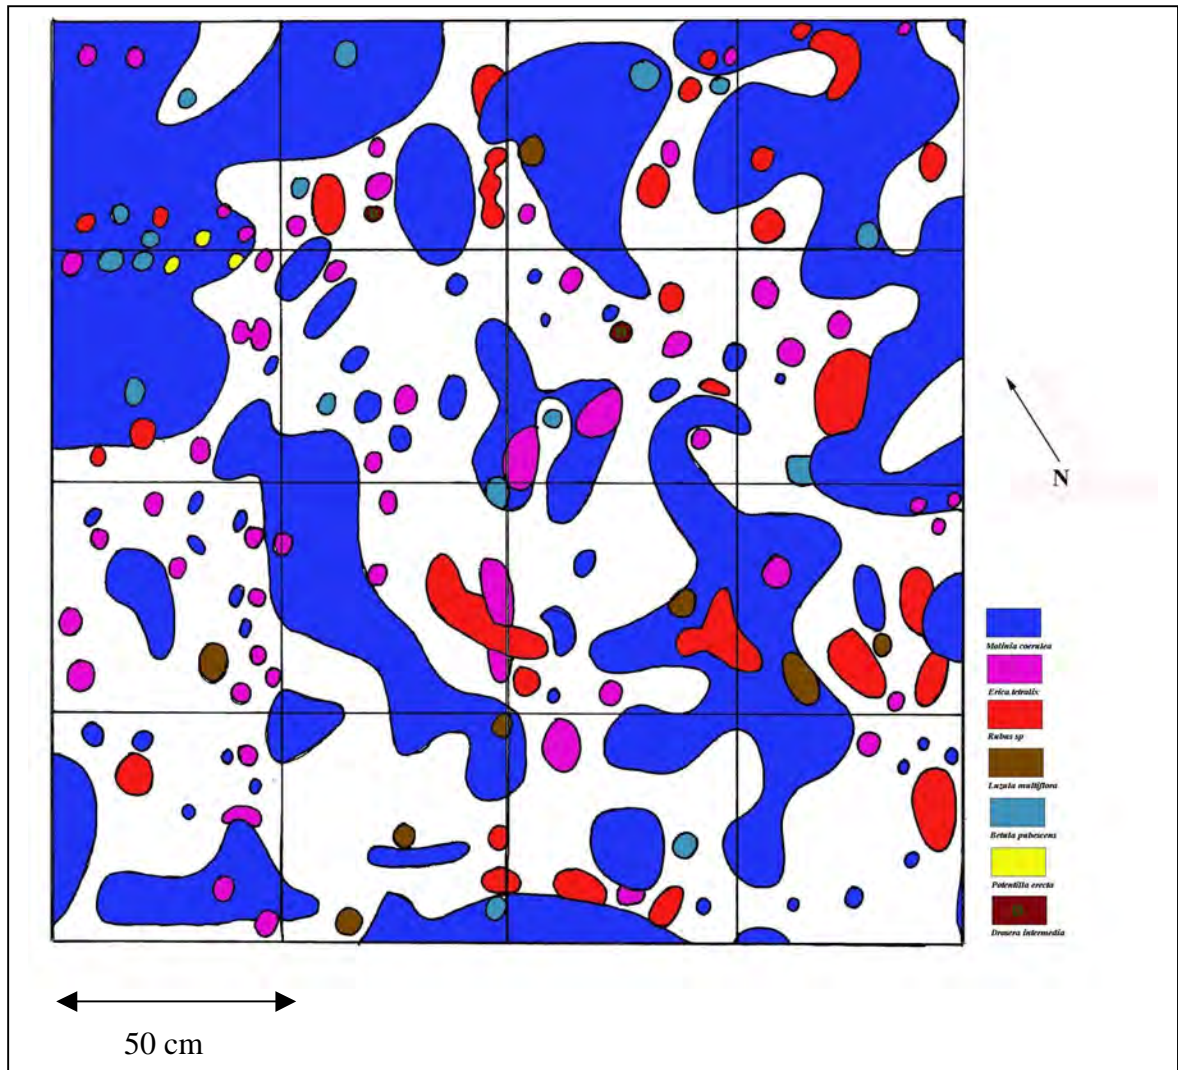 N
Molinia coerulea
Erica tetralix
Rubus sp
Luzula multiflora
Betula pubescens
Potentilla erecta
Drosera intermedia
50 cm